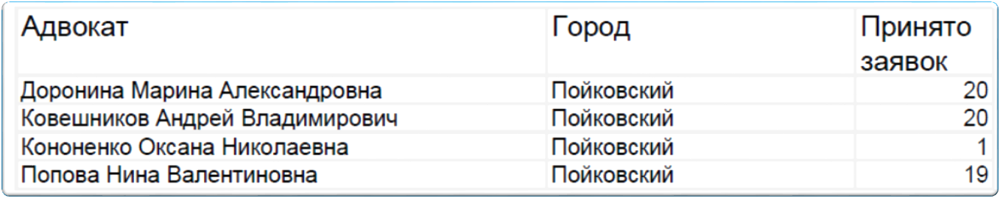 Адвокат Город Принято
заявок
Доронина Марина Александровна Пойковский 20
Ковешников Андрей Владимирович Пойковский 20
Кононенко Оксана Николаевна Пойковский 1
Попова Нина Валентиновна Пойковский 19